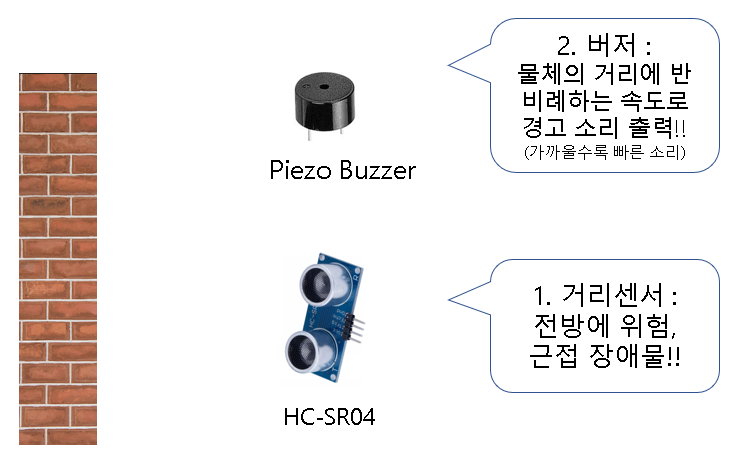 2. 버저 :
물체의 거리에 반
비례하는 속도로
경고 소리 출력!!
(가까울수록 빠른 소리)
Piezo Buzzer
1. 거리센서 :
전방에 위험,
근접 장애물!!
HC-SR04